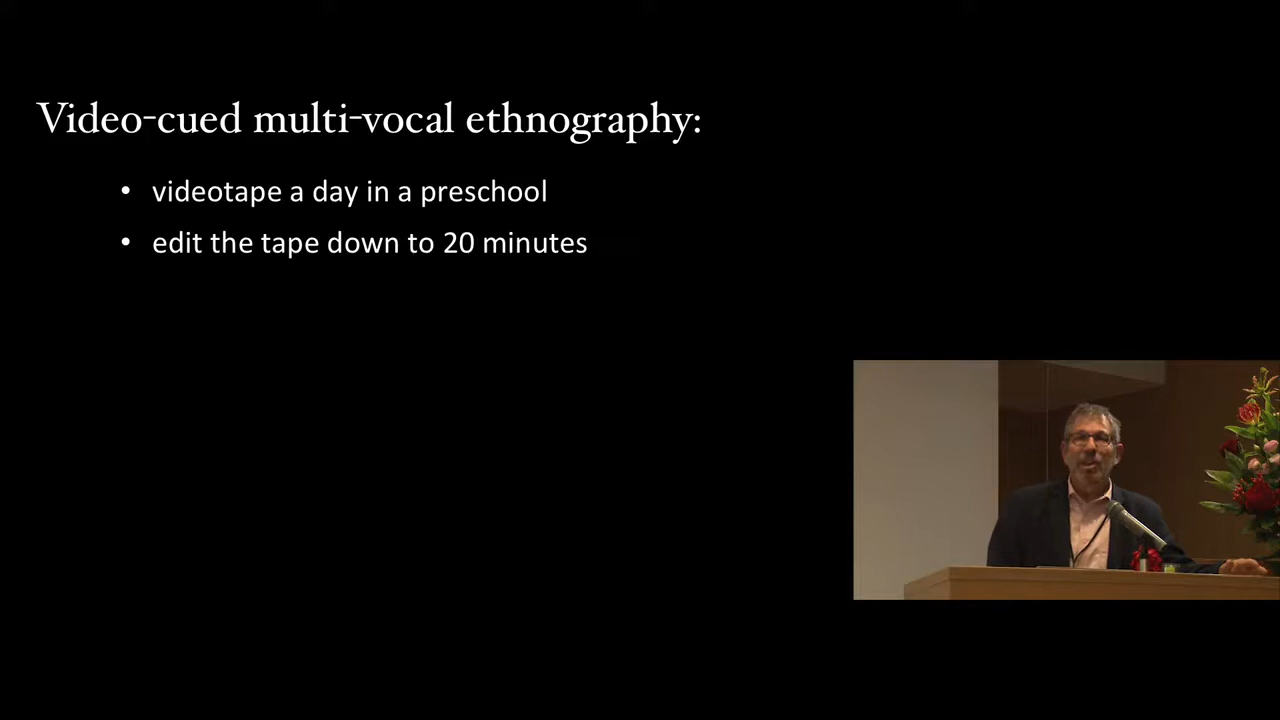 Video-cued multi-vocal ethnography:
• videotape a day in a preschool
• edit the tape down to 20 minutes